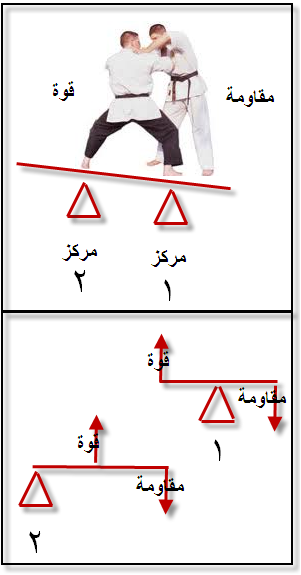 قوة
مقاومة
مركز
١
مركز
٢
قوة
مقاومة
١
قوة
مقاومة
٢